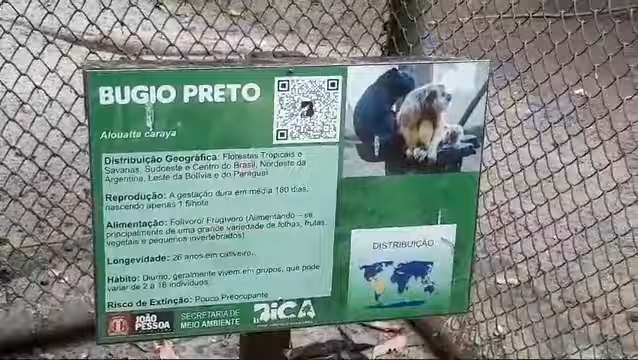 BUGIO PRETO
Alouatta caraya
Distribuição Geográfica: Florestas Tropicais e
Savanas, Sudoeste e Centro do Brasil, Nordeste da
Argentina, Leste da Bolívia e do Paraguai
Reprodução: A gestação dura em média 180 dias,
nascendo apenas 1 filhote
Alimentação: Folívoro/ Frugívoro (Alimentando – se
principalmente de uma grande variedade de folhas, frutas,
vegetais e pequenos invertebrados)
Longevidade: 26 anos em cativeiro.
Hábito: Diurno, geralmente vivem em grupos, que pode
variar de 2 a 18 indivíduos.
Risco de Extinção: Pouco Preocupante
DISTRIBUIÇÃO
JOÃO
PESSOA
SECRETARIA DE
MEIO AMBIENTE
BICA